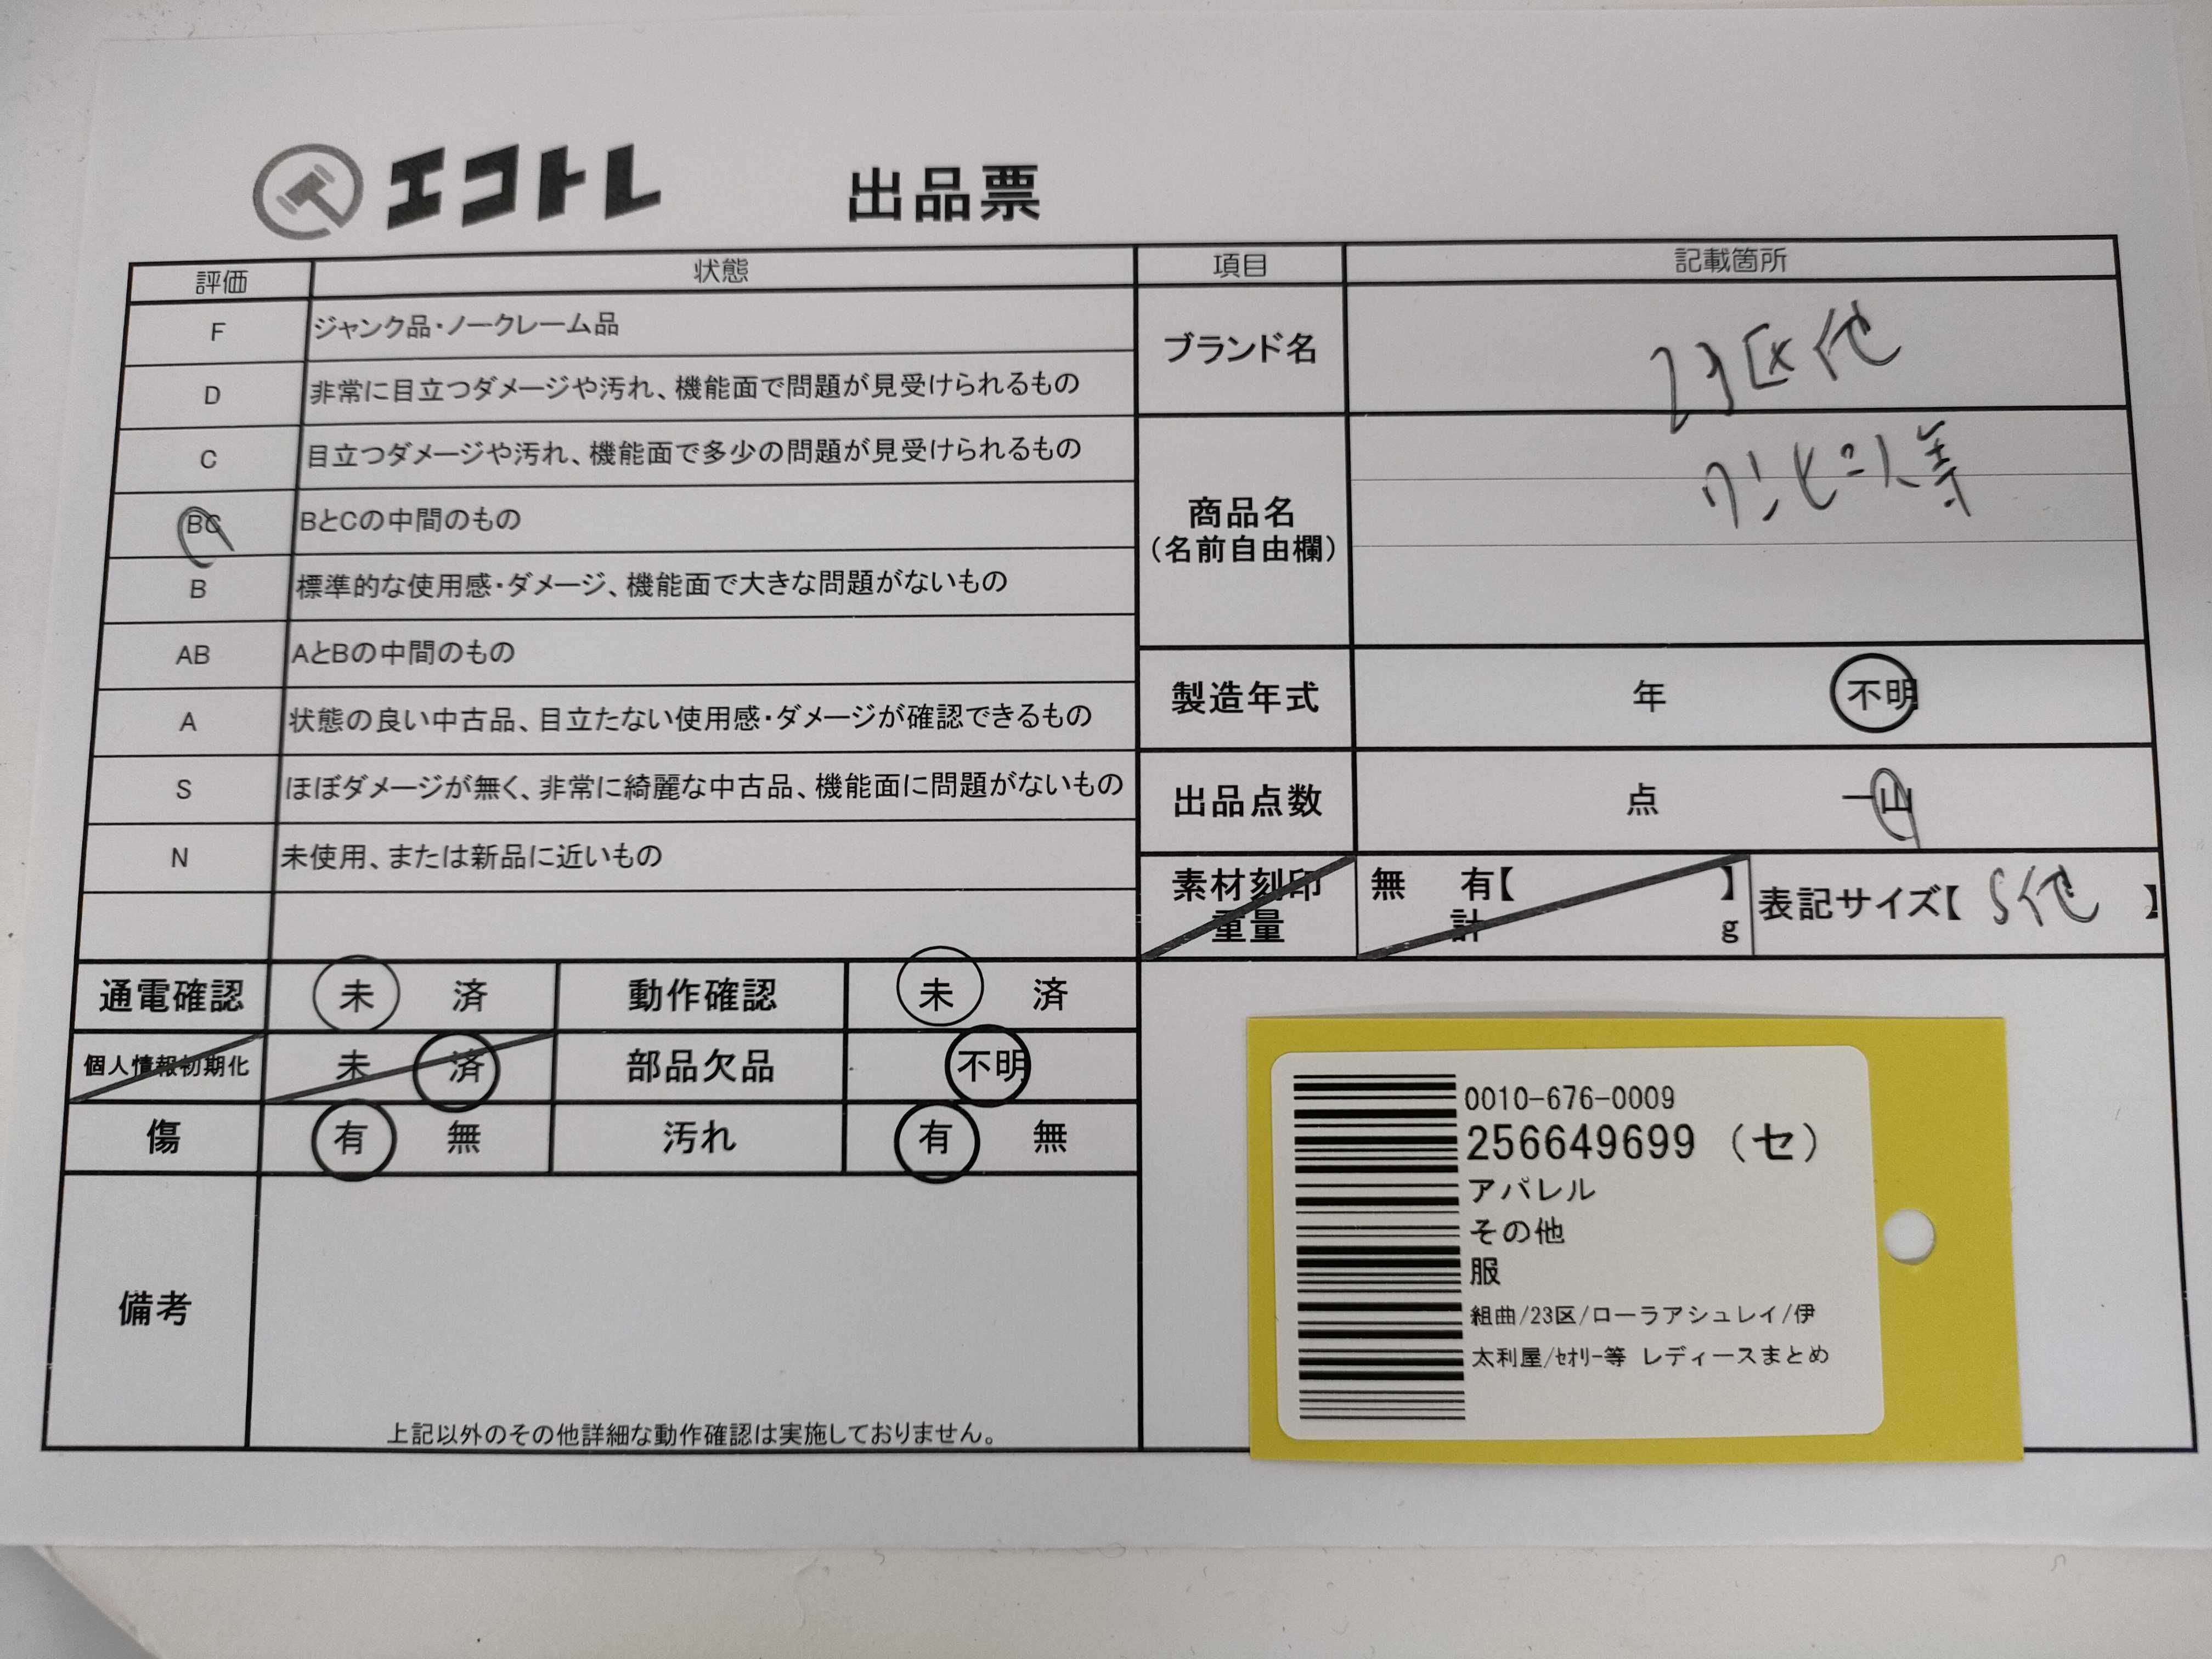 エコトレ 出品票
評価 状態
F ジャンク品・ノークレーム品
D 非常に目立つダメージや汚れ、機能面で問題が見受けられるもの
C 目立つダメージや汚れ、機能面で多少の問題が見受けられるもの
BC BとCの中間のもの
B 標準的な使用感・ダメージ、機能面で大きな問題がないもの
AB AとBの中間のもの
A 状態の良い中古品、目立たない使用感・ダメージが確認できるもの
S ほぼダメージが無く、非常に綺麗な中古品、機能面に問題がないもの
N 未使用、または新品に近いもの
通電確認 未 済 動作確認 未 済
個人情報初期化 未 済 部品欠品 不明
傷 有 無 汚れ 有 無
備考
上記以外のその他詳細な動作確認は実施しておりません。
項目 記載箇所
ブランド名 23区他
商品名 ワンピース等
(名前自由欄)
製造年式 年 不明
出品点数 点 一山
素材刻印 無 有【 】 表記サイズ【 S他 】
重量 計 g
0010-676-0009
256649699 (セ)
アパレル
その他
服
組曲/23区/ローラアシュレイ/伊
太利屋/ｾｵﾘｰ等 レディースまとめ